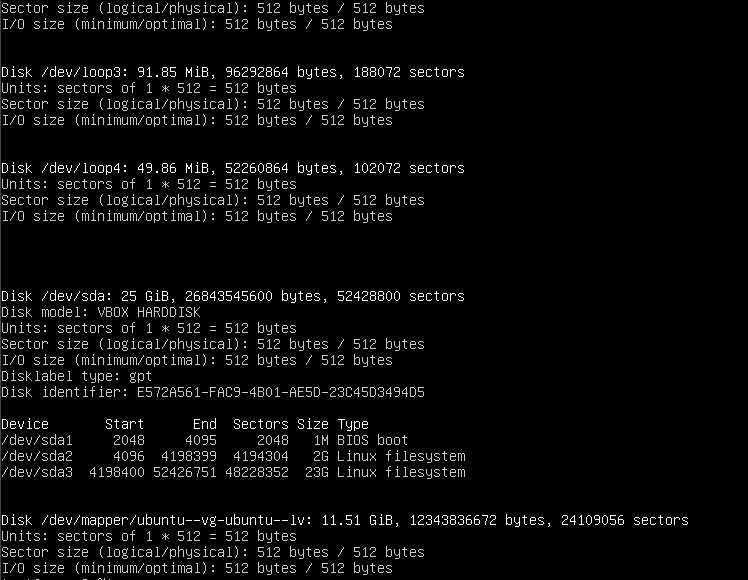 Sector size (logical/physical): 512 bytes / 512 bytes
I/O size (minimum/optimal): 512 bytes / 512 bytes
Disk /dev/loop3: 91.85 MiB, 96292864 bytes, 188072 sectors
Units: sectors of 1 * 512 = 512 bytes
Sector size (logical/physical): 512 bytes / 512 bytes
I/O size (minimum/optimal): 512 bytes / 512 bytes
Disk /dev/loop4: 49.86 MiB, 52260864 bytes, 102072 sectors
Units: sectors of 1 * 512 = 512 bytes
Sector size (logical/physical): 512 bytes / 512 bytes
I/O size (minimum/optimal): 512 bytes / 512 bytes
Disk /dev/sda: 25 GiB, 26843545600 bytes, 52428800 sectors
Disk model: VBOX HARDDISK
Units: sectors of 1 * 512 = 512 bytes
Sector size (logical/physical): 512 bytes / 512 bytes
I/O size (minimum/optimal): 512 bytes / 512 bytes
Disklabel type: gpt
Disk identifier: E572A561-FAC9-4B01-AE5D-23C45D3494D5
Device Start End Sectors Size Type
/dev/sda1 2048 4095 2048 1M BIOS boot
/dev/sda2 4096 4198399 4194304 2G Linux filesystem
/dev/sda3 4198400 52426751 48228352 23G Linux filesystem
Disk /dev/mapper/ubuntu--vg-ubuntu--lv: 11.51 GiB, 12343836672 bytes, 24109056 sectors
Units: sectors of 1 * 512 = 512 bytes
Sector size (logical/physical): 512 bytes / 512 bytes
I/O size (minimum/optimal): 512 bytes / 512 bytes